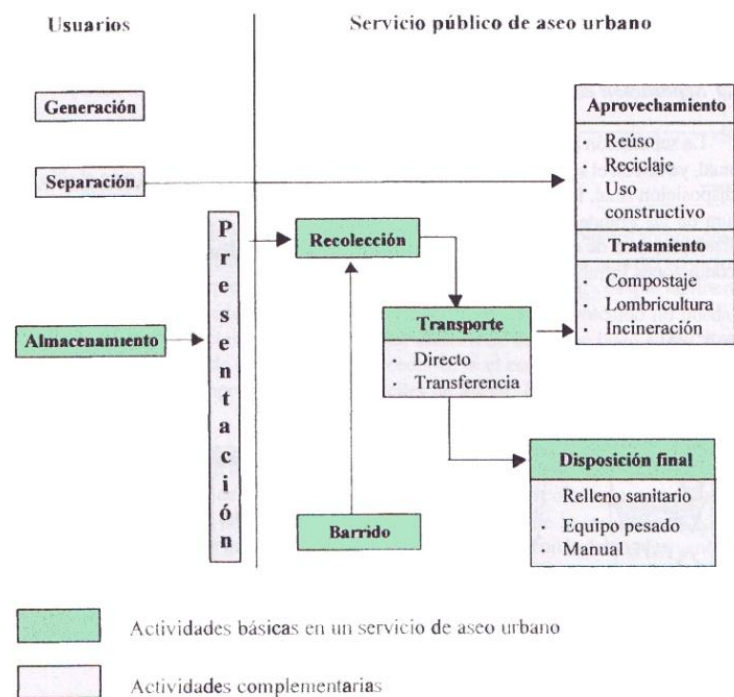 Usuarios
Servicio público de aseo urbano
Generación
Separación
Almacenamiento
Presentación
Recolección
Barrido
Transporte
· Directo
· Transferencia
Aprovechamiento
· Reúso
· Reciclaje
· Uso
constructivo
Tratamiento
· Compostaje
· Lombricultura
· Incineración
Disposición final
Relleno sanitario
· Equipo pesado
· Manual
Actividades básicas en un servicio de aseo urbano
Actividades complementarias